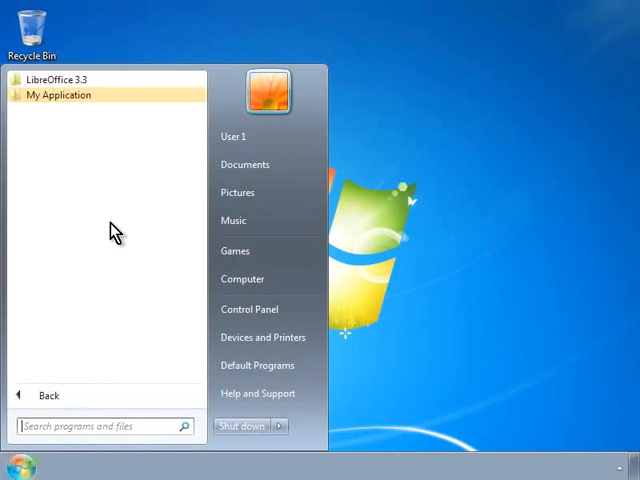 Recycle Bin
LibreOffice 3.3
My Application
User 1
Documents
Pictures
Music
Games
Computer
Control Panel
Devices and Printers
Default Programs
Help and Support
Back
Search programs and files
Shut down